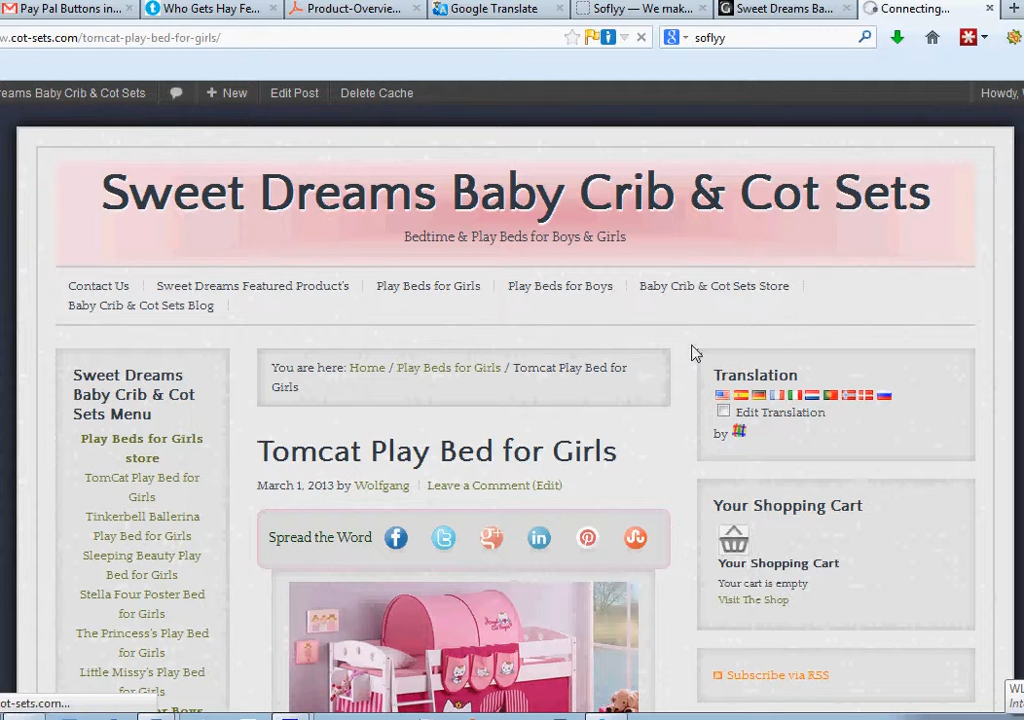 Pay Pal Buttons in...
Who Gets Hay Fe...
Product-Overvie...
Google Translate
Soflyy — We mak...
Sweet Dreams Ba...
Connecting...
w.cot-sets.com/tomcat-play-bed-for-girls/
soflyy
reams Baby Crib & Cot Sets
+ New
Edit Post
Delete Cache
Howdy,
Sweet Dreams Baby Crib & Cot Sets
Bedtime & Play Beds for Boys & Girls
Contact Us
Sweet Dreams Featured Product's
Play Beds for Girls
Play Beds for Boys
Baby Crib & Cot Sets Store
Baby Crib & Cot Sets Blog
Sweet Dreams
Baby Crib & Cot
Sets Menu
Play Beds for Girls
store
TomCat Play Bed for
Girls
Tinkerbell Ballerina
Play Bed for Girls
Sleeping Beauty Play
Bed for Girls
Stella Four Poster Bed
for Girls
The Princess's Play Bed
for Girls
Little Missy's Play Bed
for Girls
You are here: Home / Play Beds for Girls / Tomcat Play Bed for
Girls
Tomcat Play Bed for Girls
March 1, 2013 by Wolfgang
Leave a Comment (Edit)
Spread the Word
Translation
Edit Translation
by
Your Shopping Cart
Your Shopping Cart
Your cart is empty
Visit The Shop
Subscribe via RSS
ot-sets.com...